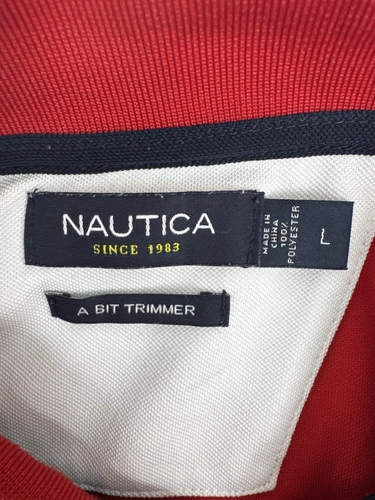 NAUTICA
SINCE 1983
MADE IN
CHINA
100%
POLYESTER
L
A BIT TRIMMER